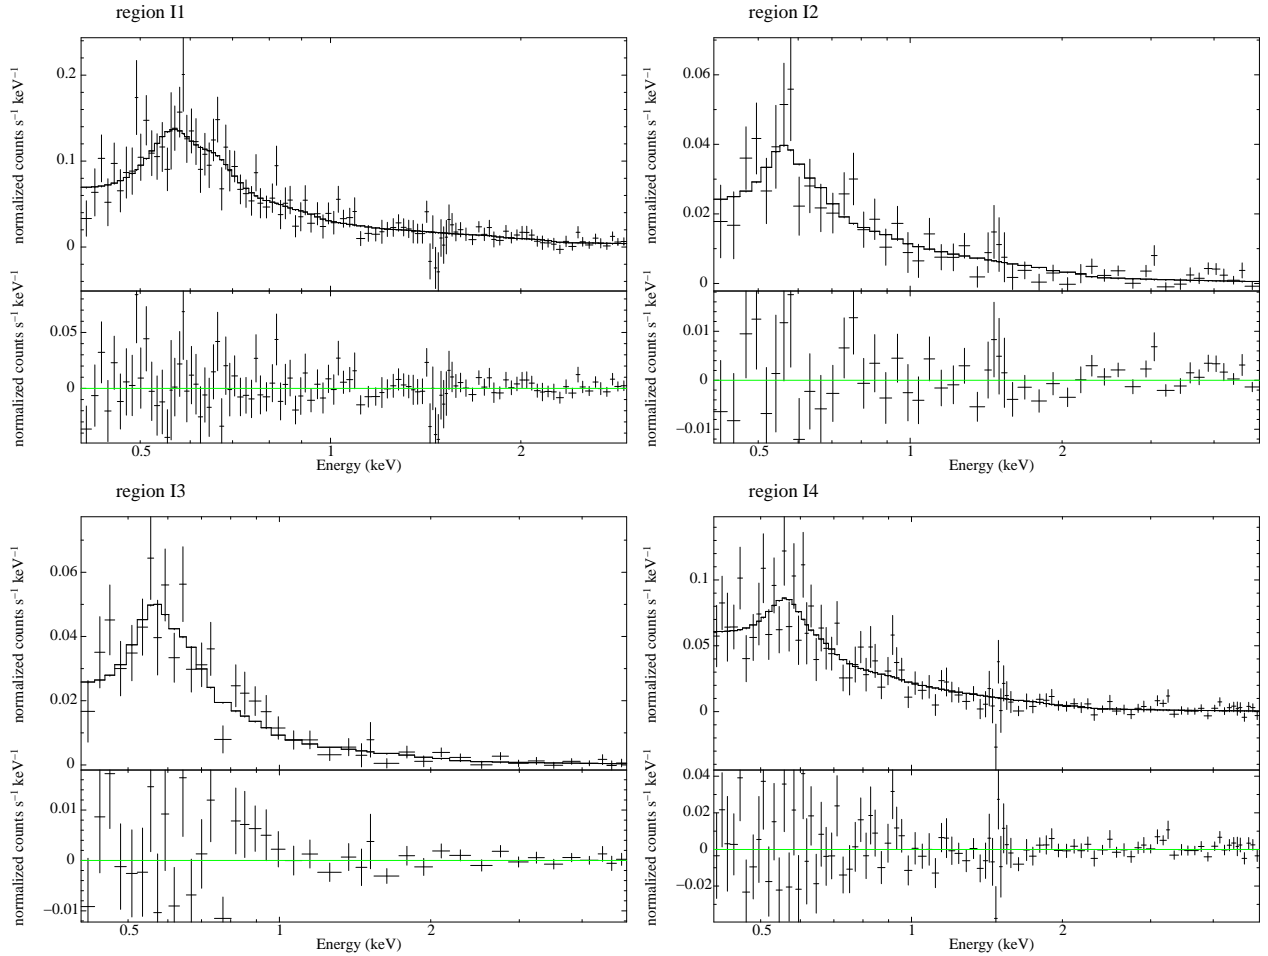 region I1
normalized counts s−1 keV−1
0.2
0.1
0
normalized counts s−1 keV−1
0.05
0
0.5
1
2
Energy (keV)
region I2
normalized counts s−1 keV−1
0.06
0.04
0.02
0
normalized counts s−1 keV−1
0.01
0
−0.01
0.5
1
2
Energy (keV)
region I3
normalized counts s−1 keV−1
0.06
0.04
0.02
0
normalized counts s−1 keV−1
0.01
0
−0.01
0.5
1
2
Energy (keV)
region I4
normalized counts s−1 keV−1
0.1
0.05
0
normalized counts s−1 keV−1
0.04
0.02
0
−0.02
0.5
1
2
Energy (keV)